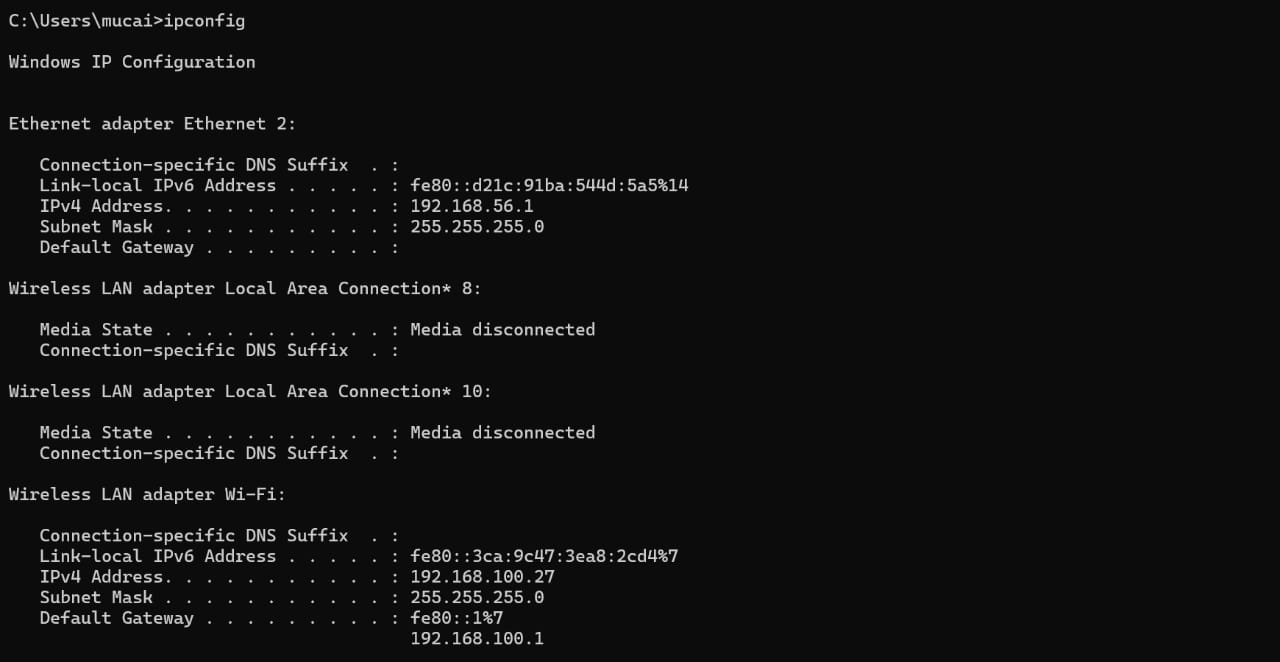 C:\Users\mucai>ipconfig
Windows IP Configuration
Ethernet adapter Ethernet 2:
   Connection-specific DNS Suffix  . :
   Link-local IPv6 Address . . . . . : fe80::d21c:91ba:544d:5a5%14
   IPv4 Address. . . . . . . . . . . : 192.168.56.1
   Subnet Mask . . . . . . . . . . . : 255.255.255.0
   Default Gateway . . . . . . . . . :
Wireless LAN adapter Local Area Connection* 8:
   Media State . . . . . . . . . . . : Media disconnected
   Connection-specific DNS Suffix  . :
Wireless LAN adapter Local Area Connection* 10:
   Media State . . . . . . . . . . . : Media disconnected
   Connection-specific DNS Suffix  . :
Wireless LAN adapter Wi-Fi:
   Connection-specific DNS Suffix  . :
   Link-local IPv6 Address . . . . . : fe80::3ca:9c47:3ea8:2cd4%7
   IPv4 Address. . . . . . . . . . . : 192.168.100.27
   Subnet Mask . . . . . . . . . . . : 255.255.255.0
   Default Gateway . . . . . . . . . : fe80::1%7
                                       192.168.100.1